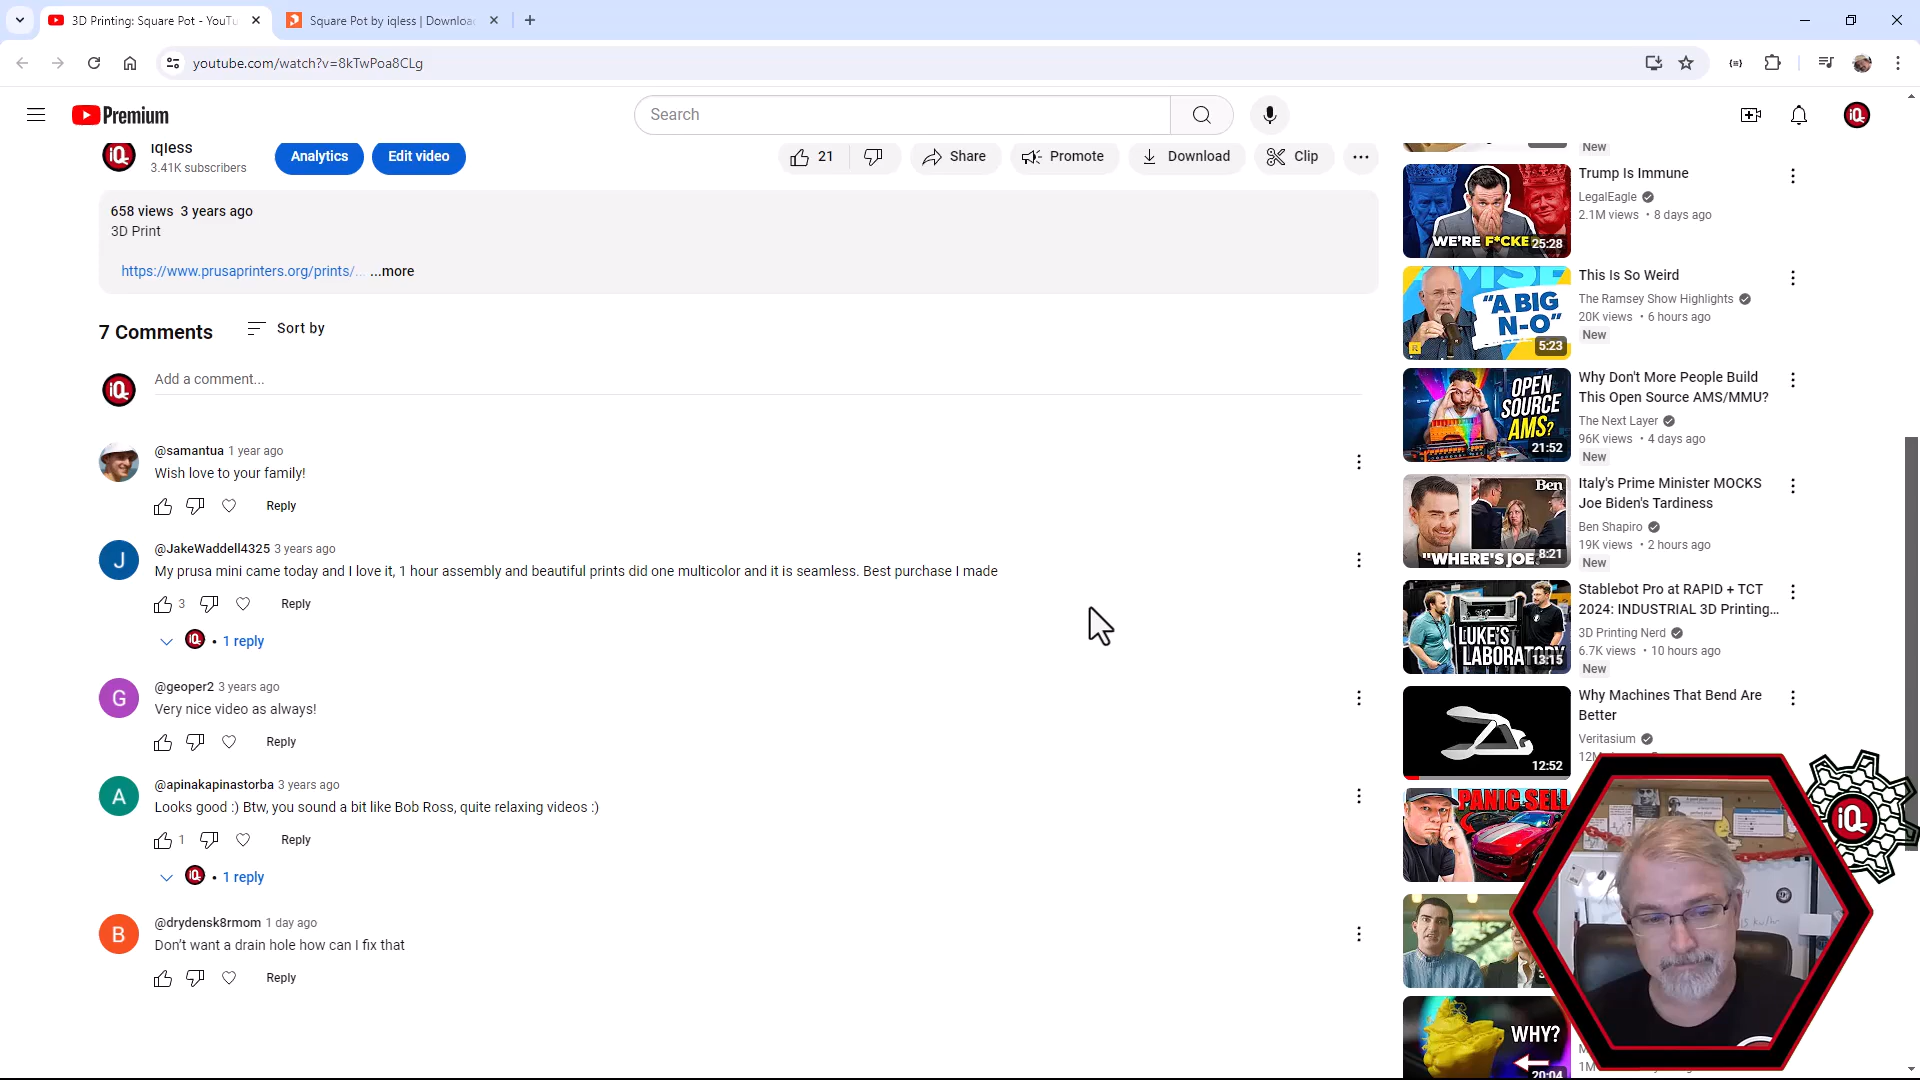 3D Printing: Square Pot - YouTu
Square Pot by iqless | Downloa
youtube.com/watch?v=8kTwPoa8CLg
Premium
Search
iqless
3.41K subscribers
Analytics
Edit video
21
Share
Promote
Download
Clip
658 views 3 years ago
3D Print
https://www.prusaprinters.org/prints/... ...more
7 Comments
Sort by
Add a comment...
@samantua 1 year ago
Wish love to your family!
Reply
@JakeWaddell4325 3 years ago
My prusa mini came today and I love it, 1 hour assembly and beautiful prints did one multicolor and it is seamless. Best purchase I made
3
Reply
• 1 reply
@geoper2 3 years ago
Very nice video as always!
Reply
@apinakapinastorba 3 years ago
Looks good :) Btw, you sound a bit like Bob Ross, quite relaxing videos :)
1
Reply
• 1 reply
@drydensk8rmom 1 day ago
Don't want a drain hole how can I fix that
Reply
J
G
A
B
New
WE'RE F*CKE
25:28
Trump Is Immune
LegalEagle
2.1M views • 8 days ago
"A BIG
N-O"
5:23
This Is So Weird
The Ramsey Show Highlights
20K views • 6 hours ago
New
OPEN
SOURCE
AMS?
21:52
Why Don't More People Build
This Open Source AMS/MMU?
The Next Layer
96K views • 4 days ago
New
Ben
"WHERE'S JOE
8:21
Italy's Prime Minister MOCKS
Joe Biden's Tardiness
Ben Shapiro
19K views • 2 hours ago
New
LUKE'S
LABORATORY
13:15
Stablebot Pro at RAPID + TCT
2024: INDUSTRIAL 3D Printing...
3D Printing Nerd
6.7K views • 10 hours ago
New
12:52
Why Machines That Bend Are
Better
Veritasium
12M
PANIC SELL
WHY?
20:04
iQ